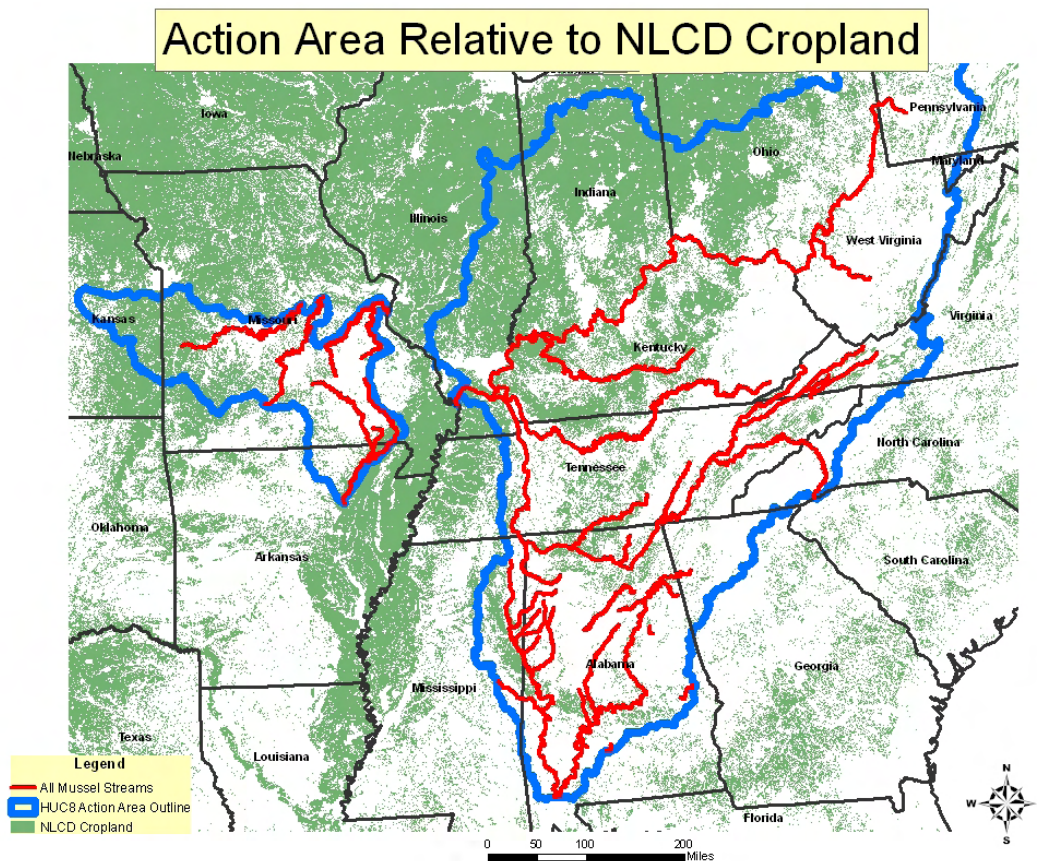 Action Area Relative to NLCD Cropland
Iowa
Pennsylvania
Nebraska
Ohio
Maryland
Indiana
Illinois
West Virginia
Kansas
Missouri
Virginia
Kentucky
North Carolina
Tennessee
Oklahoma
Arkansas
South Carolina
Alabama
Georgia
Mississippi
Texas
Louisiana
Legend
All Mussel Streams
HUC8 Action Area Outline
NLCD Cropland
Florida
N
W
E
S
0 50 100 200
Miles